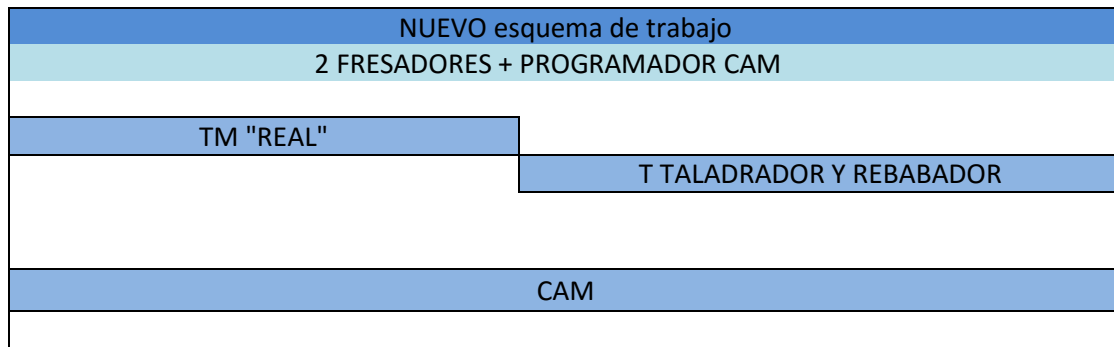 NUEVO esquema de trabajo
2 FRESADORES + PROGRAMADOR CAM
TM "REAL"
T TALADRADOR Y REBABADOR
CAM